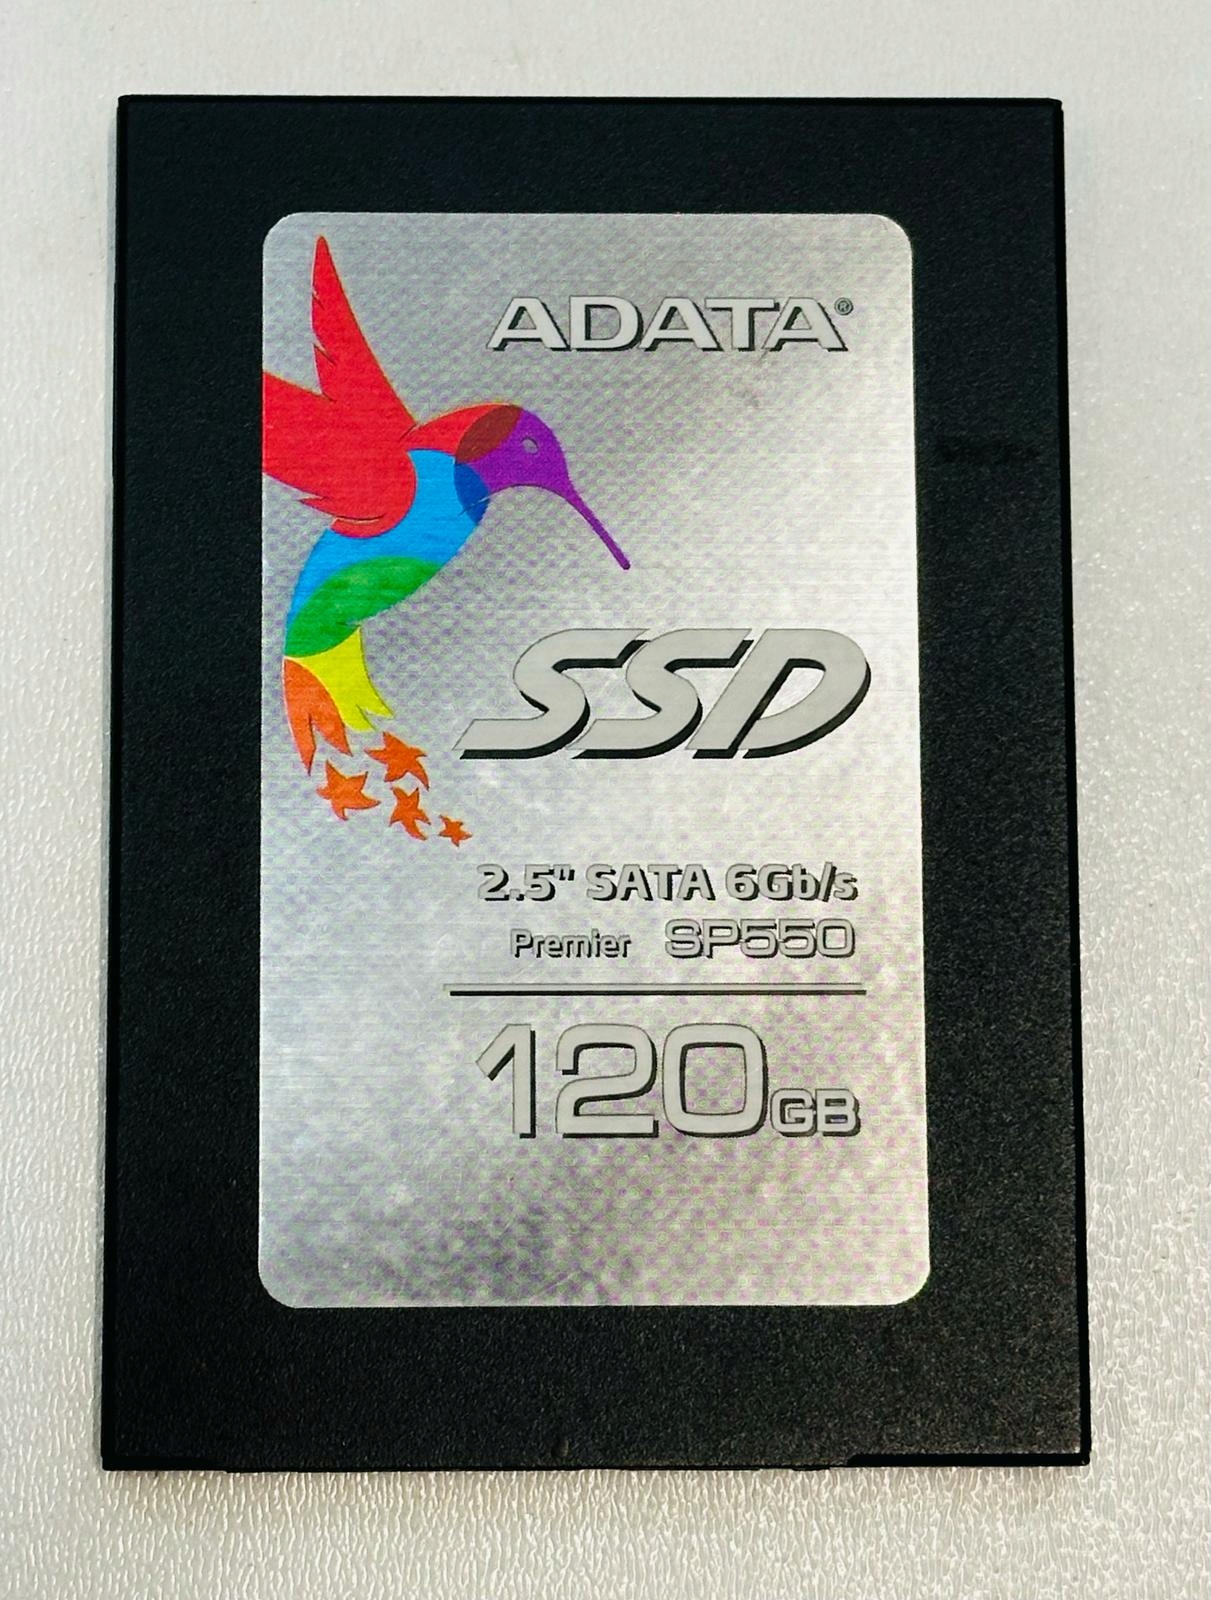 ADATA®
SSD
2.5" SATA 6Gb/s
Premier SP550
120GB